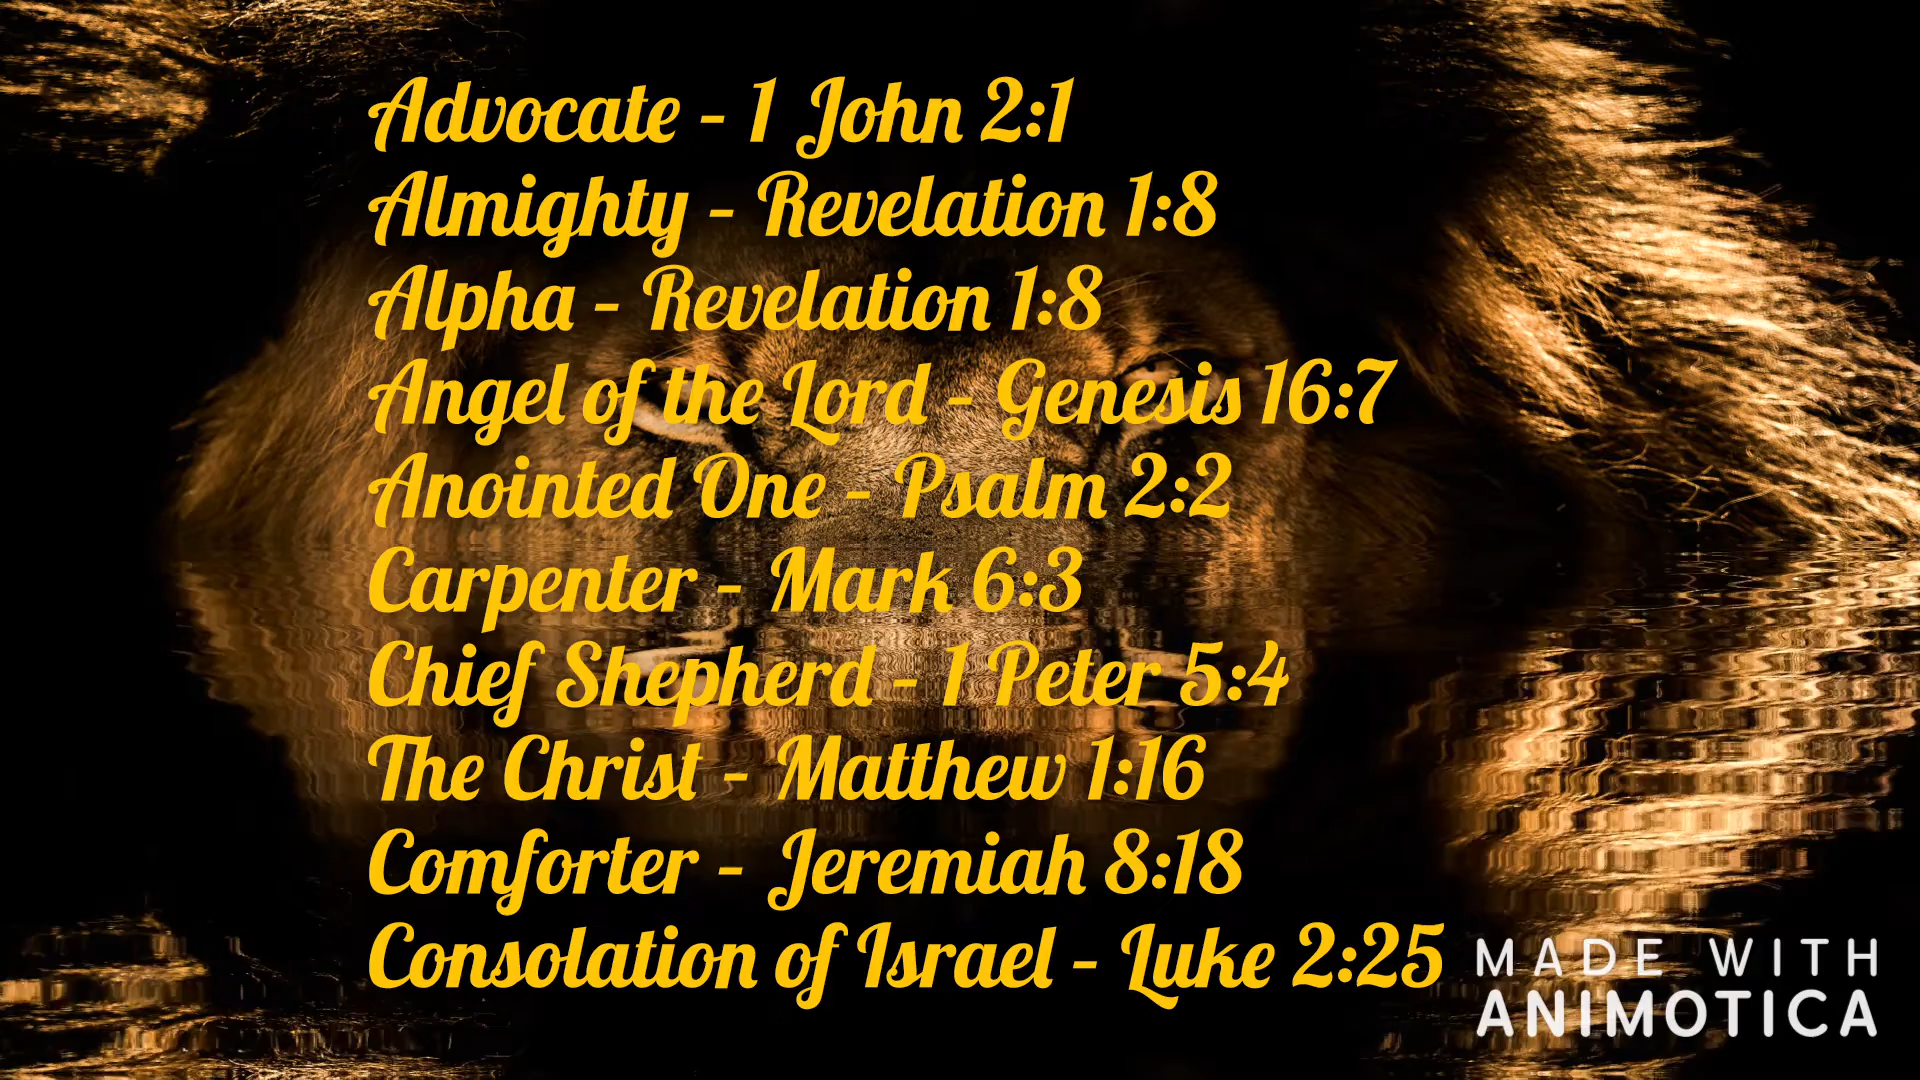 Advocate - 1 John 2:1
Almighty - Revelation 1:8
Alpha - Revelation 1:8
Angel of the Lord - Genesis 16:7
Anointed One - Psalm 2:2
Carpenter - Mark 6:3
Chief Shepherd - 1 Peter 5:4
The Christ - Matthew 1:16
Comforter - Jeremiah 8:18
Consolation of Israel - Luke 2:25
MADE WITH
ANIMOTICA